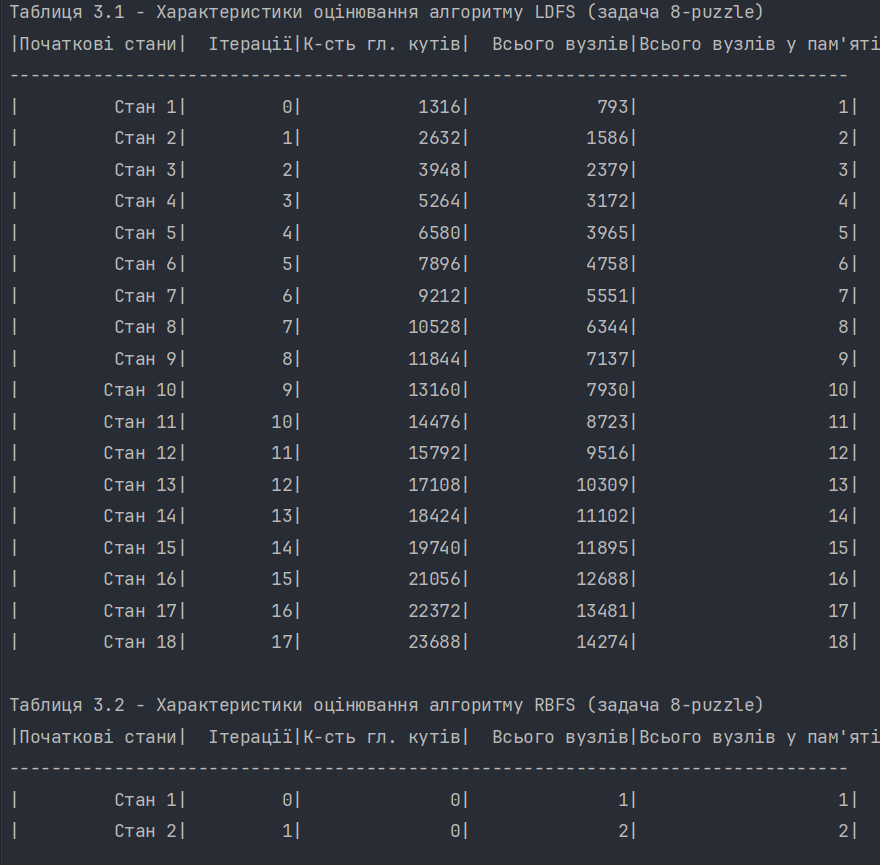 Таблиця 3.1 - Характеристики оцінювання алгоритму LDFS (задача 8-puzzle)
|Початкові стани|  Ітерації|К-сть гл. кутів|  Всього вузлів|Всього вузлів у пам'яті
--------------------------------------------------------------------------------
|         Стан 1|         0|           1316|            793|                   1|
|         Стан 2|         1|           2632|           1586|                   2|
|         Стан 3|         2|           3948|           2379|                   3|
|         Стан 4|         3|           5264|           3172|                   4|
|         Стан 5|         4|           6580|           3965|                   5|
|         Стан 6|         5|           7896|           4758|                   6|
|         Стан 7|         6|           9212|           5551|                   7|
|         Стан 8|         7|          10528|           6344|                   8|
|         Стан 9|         8|          11844|           7137|                   9|
|        Стан 10|         9|          13160|           7930|                  10|
|        Стан 11|        10|          14476|           8723|                  11|
|        Стан 12|        11|          15792|           9516|                  12|
|        Стан 13|        12|          17108|          10309|                  13|
|        Стан 14|        13|          18424|          11102|                  14|
|        Стан 15|        14|          19740|          11895|                  15|
|        Стан 16|        15|          21056|          12688|                  16|
|        Стан 17|        16|          22372|          13481|                  17|
|        Стан 18|        17|          23688|          14274|                  18|
Таблиця 3.2 - Характеристики оцінювання алгоритму RBFS (задача 8-puzzle)
|Початкові стани|  Ітерації|К-сть гл. кутів|  Всього вузлів|Всього вузлів у пам'яті
--------------------------------------------------------------------------------
|         Стан 1|         0|              0|              1|                   1|
|         Стан 2|         1|              0|              2|                   2|